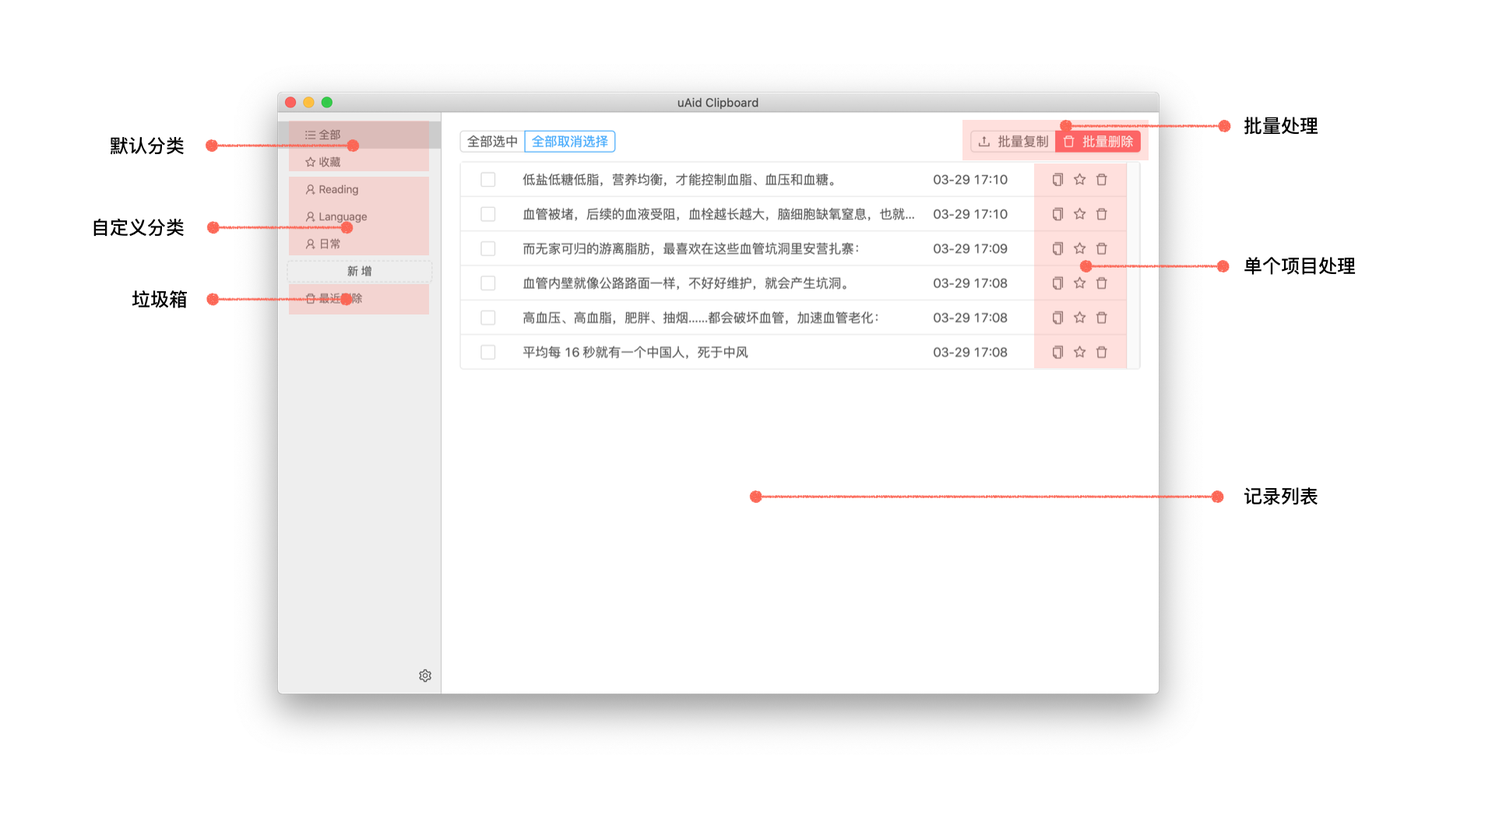 uAid Clipboard
默认分类
自定义分类
垃圾箱
全部
收藏
Reading
Language
日常
新 增
最近删除
全部选中 全部取消选择 批量复制 批量删除
低盐低糖低脂，营养均衡，才能控制血脂、血压和血糖。 03-29 17:10
血管被堵，后续的血液受阻，血栓越长越大，脑细胞缺氧窒息，也就... 03-29 17:10
而无家可归的游离脂肪，最喜欢在这些血管坑洞里安营扎寨： 03-29 17:09
血管内壁就像公路路面一样，不好好维护，就会产生坑洞。 03-29 17:08
高血压、高血脂，肥胖、抽烟......都会破坏血管，加速血管老化： 03-29 17:08
平均每 16 秒就有一个中国人，死于中风 03-29 17:08
批量处理
单个项目处理
记录列表